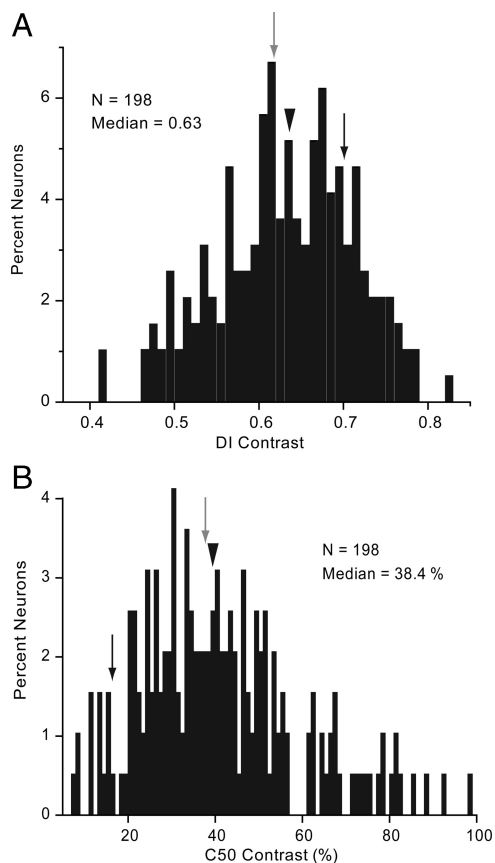 A
N = 198
Median = 0.63
Percent Neurons
6
4
2
0
0.4 0.5 0.6 0.7 0.8
DI Contrast
B
N = 198
Median = 38.4 %
Percent Neurons
4
3
2
1
0
20 40 60 80 100
C50 Contrast (%)